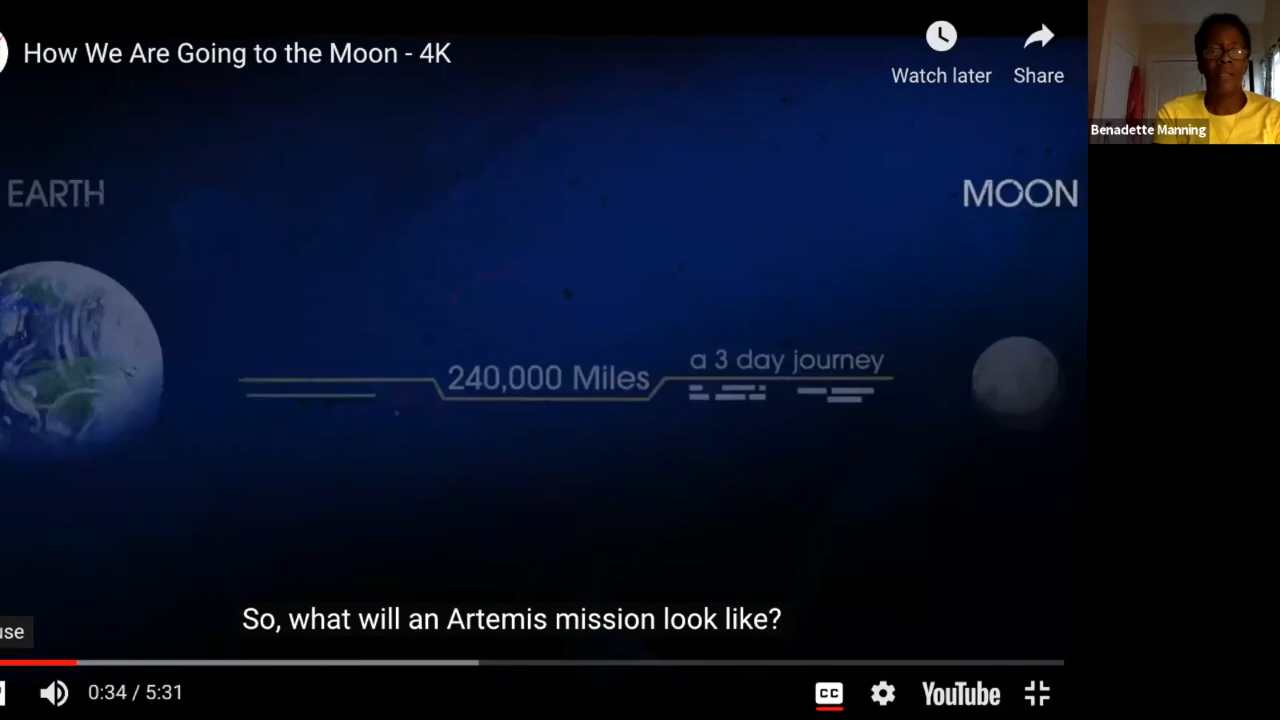 How We Are Going to the Moon - 4K
Watch later
Share
Benadette Manning
EARTH
MOON
240,000 Miles
a 3 day journey
So, what will an Artemis mission look like?
use
0:34 / 5:31
CC
YouTube